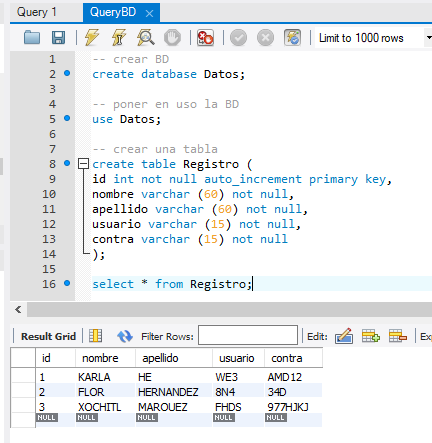 Query 1 QueryBD ×
Limit to 1000 rows
1 -- crear BD
2 create database Datos;
3
4 -- poner en uso la BD
5 use Datos;
6
7 -- crear una tabla
8 create table Registro (
9 id int not null auto_increment primary key,
10 nombre varchar (60) not null,
11 apellido varchar (60) not null,
12 usuario varchar (15) not null,
13 contra varchar (15) not null
14 );
15
16 select * from Registro;
Result Grid Filter Rows: Edit:
id nombre apellido usuario contra
1 KARLA HE WE3 AMD12
2 FLOR HERNANDEZ 8N4 34D
3 XOCHITL MARQUEZ FHDS 977HJKJ
NULL NULL NULL NULL NULL